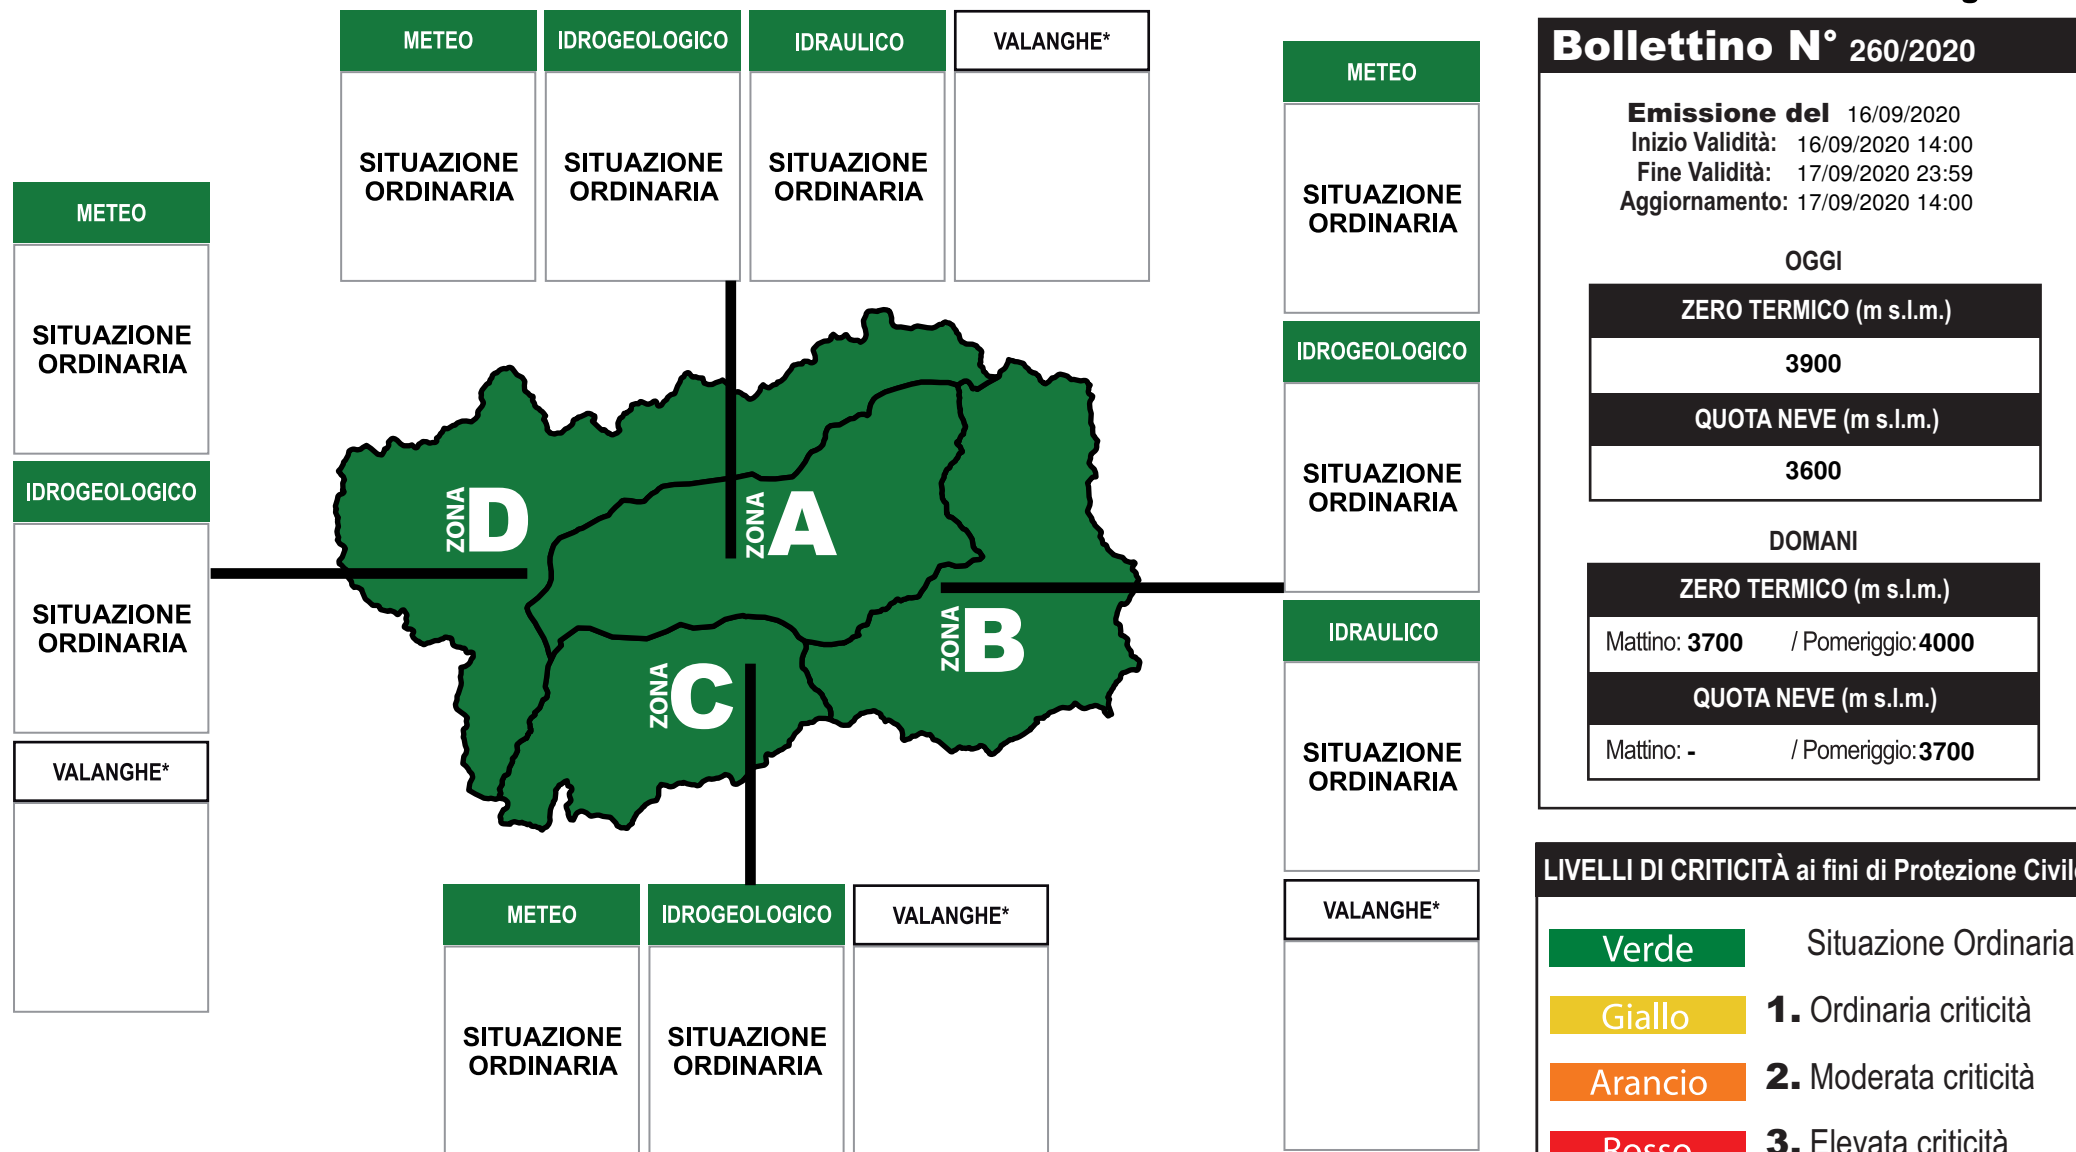 METEO
IDROGEOLOGICO
IDRAULICO
VALANGHE*
SITUAZIONE
ORDINARIA
SITUAZIONE
ORDINARIA
SITUAZIONE
ORDINARIA
METEO
SITUAZIONE
ORDINARIA
IDROGEOLOGICO
SITUAZIONE
ORDINARIA
VALANGHE*
ZONA D
ZONA A
ZONA B
ZONA C
METEO
SITUAZIONE
ORDINARIA
IDROGEOLOGICO
SITUAZIONE
ORDINARIA
IDRAULICO
SITUAZIONE
ORDINARIA
VALANGHE*
METEO
IDROGEOLOGICO
VALANGHE*
SITUAZIONE
ORDINARIA
SITUAZIONE
ORDINARIA
Bollettino N° 260/2020
Emissione del 16/09/2020
Inizio Validità: 16/09/2020 14:00
Fine Validità: 17/09/2020 23:59
Aggiornamento: 17/09/2020 14:00
OGGI
ZERO TERMICO (m s.l.m.)
3900
QUOTA NEVE (m s.l.m.)
3600
DOMANI
ZERO TERMICO (m s.l.m.)
Mattino: 3700 / Pomeriggio: 4000
QUOTA NEVE (m s.l.m.)
Mattino: - / Pomeriggio: 3700
LIVELLI DI CRITICITÀ ai fini di Protezione Civile
Verde Situazione Ordinaria
Giallo 1. Ordinaria criticità
Arancio 2. Moderata criticità
Rosso 3. Elevata criticità